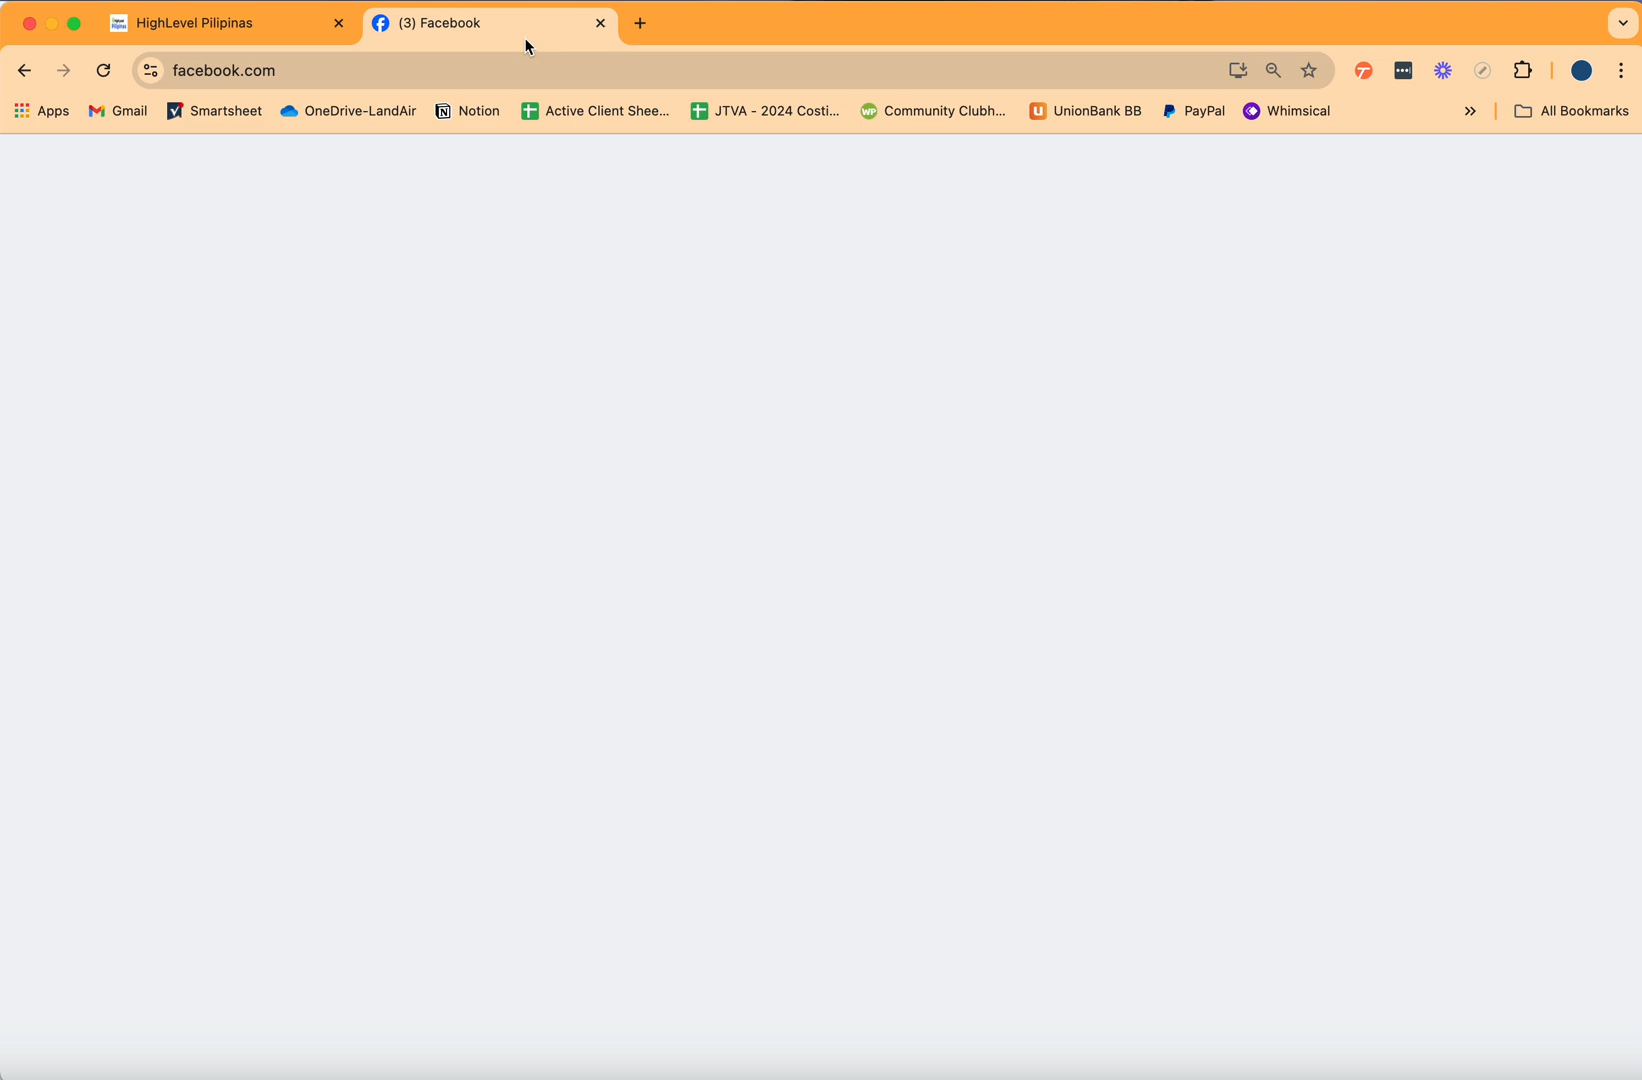 HighLevel Pilipinas
(3) Facebook
facebook.com
Apps Gmail Smartsheet OneDrive-LandAir Notion Active Client Shee... JTVA - 2024 Costi... WP Community Clubh... UnionBank BB PayPal Whimsical All Bookmarks